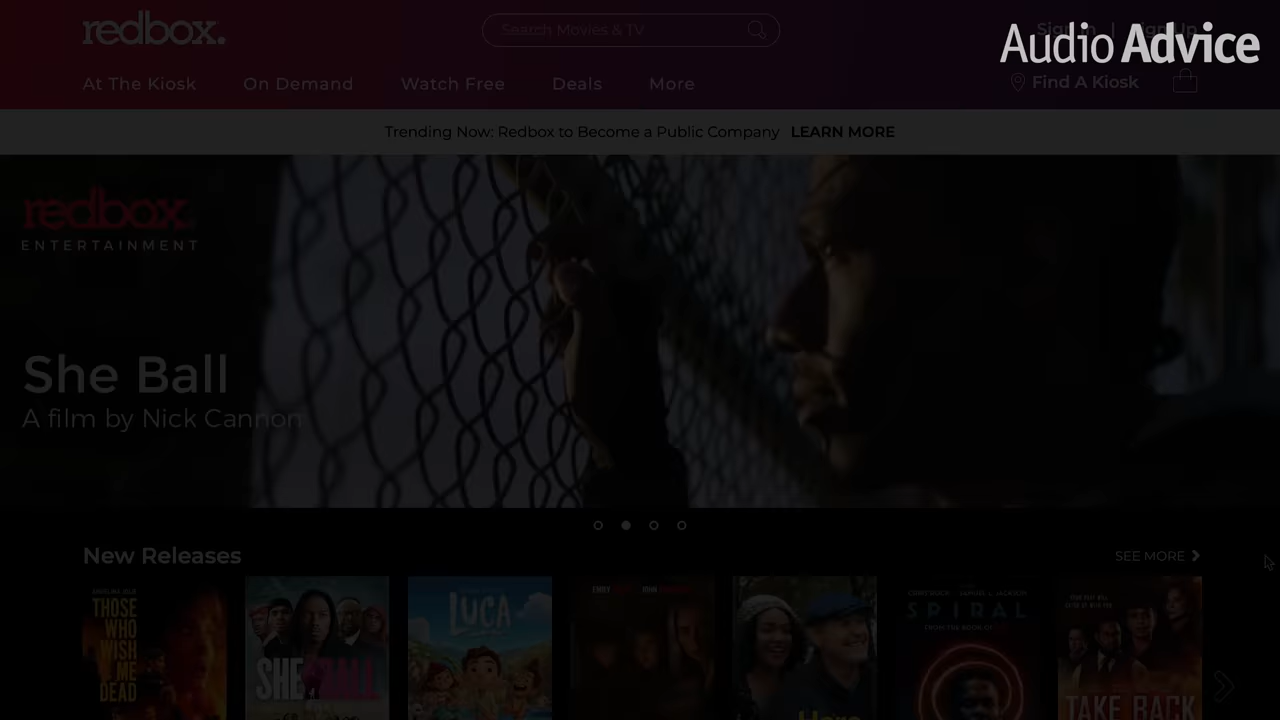 redbox.
Search Movies & TV
Audio Advice
At The Kiosk
On Demand
Watch Free
Deals
More
Find A Kiosk
Trending Now: Redbox to Become a Public Company LEARN MORE
redbox.
ENTERTAINMENT
She Ball
A film by Nick Cannon
New Releases
SEE MORE
THOSE
WHO
WISH
ME
DEAD
SHE BALL
LUCA
SPIRAL
TAKE BACK